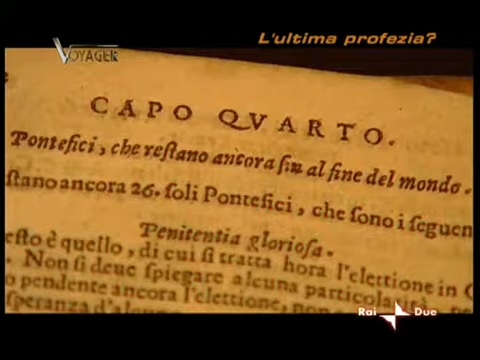 L'ultima profezia?
VOYAGER
CAPO QVARTO.
Pontefici, che reſtano ancora ſin al fine del mondo.
ſtano ancora 26. ſoli Pontefici, che ſono i ſeguen
Penitentia glorioſa.
eſto è quello, di cui ſi tratta hora l'elettione in
Non ſi deue ſpiegare alcuna particolarità,
o pendente ancora l'elettione, non
ſperanza
Rai Due